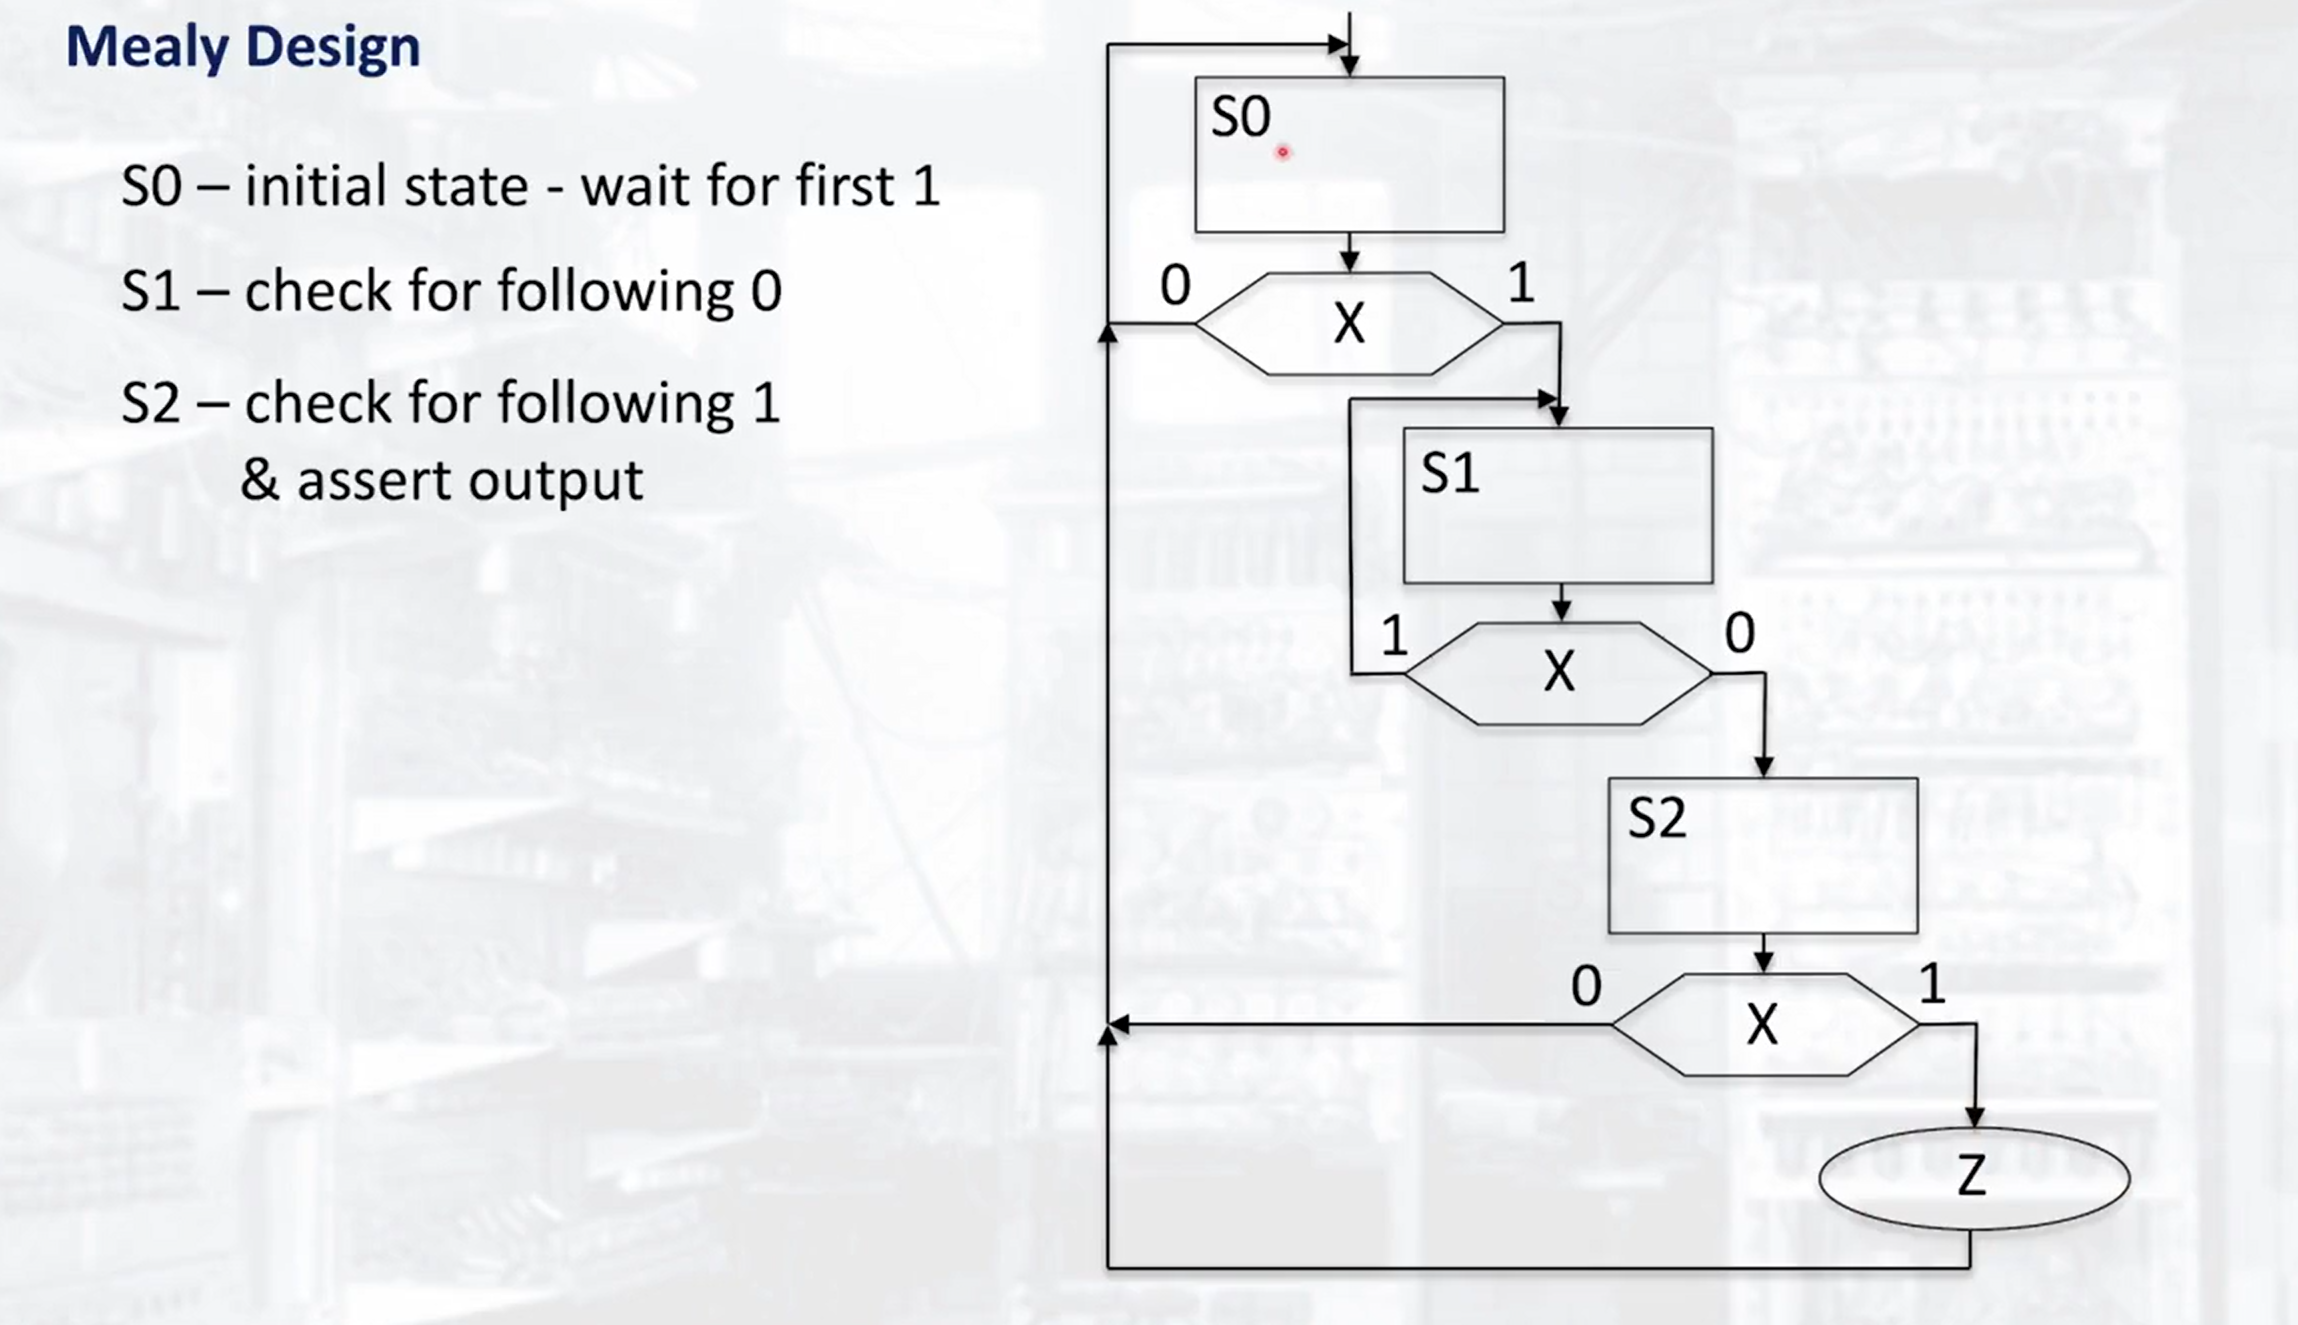 Mealy Design
S0 – initial state - wait for first 1
S1 – check for following 0
S2 – check for following 1
& assert output
S0
0
X
1
S1
1
X
0
S2
0
X
1
Z